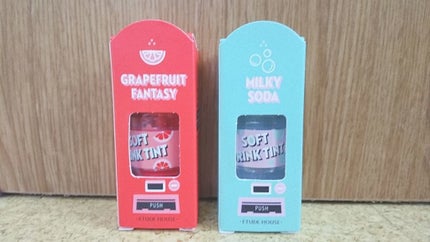 GRAPEFRUIT
FANTASY
SOFT
DRINK TINT
PUSH
ETUDE HOUSE
MILKY
SODA
SOFT
DRINK TINT
PUSH
ETUDE HOUSE